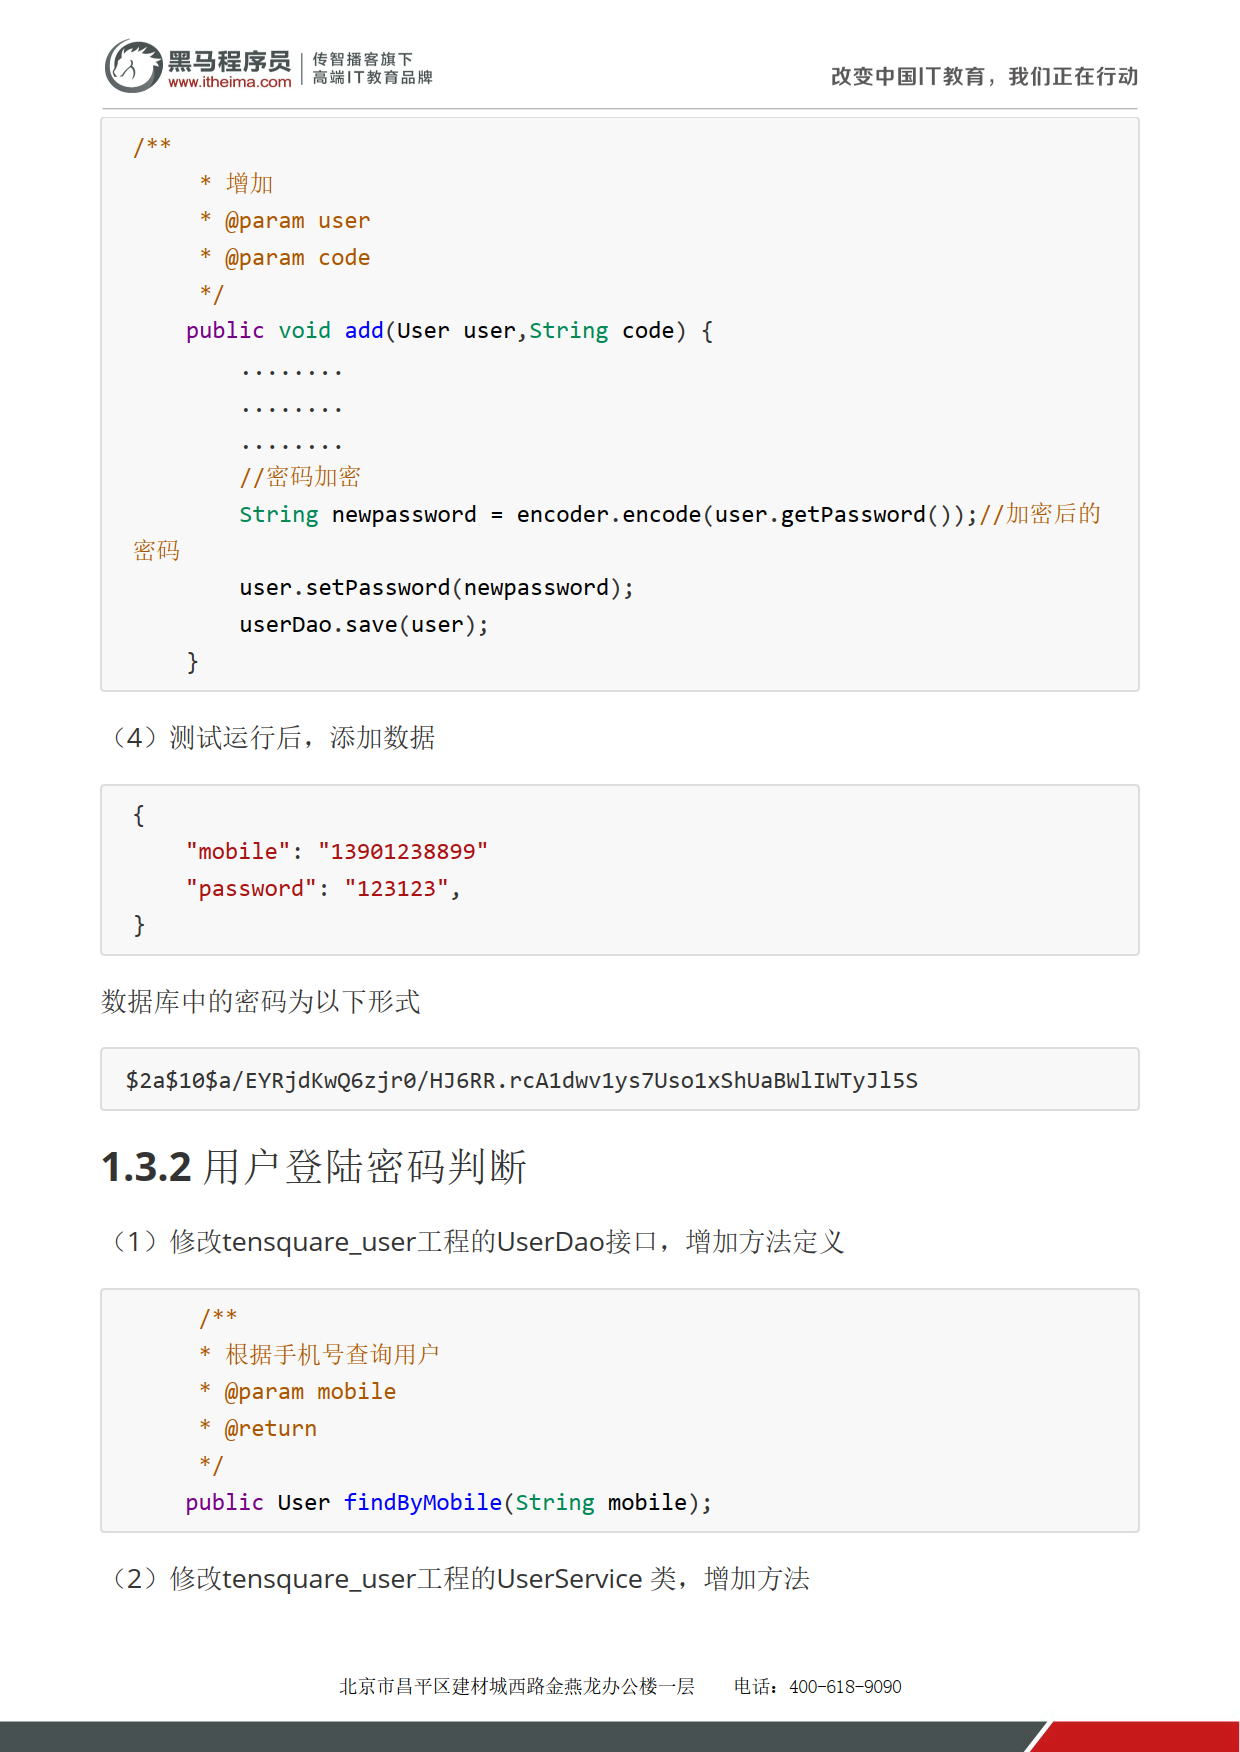 黑马程序员
www.itheima.com
传智播客旗下
高端IT教育品牌
改变中国IT教育，我们正在行动
/**
     * 增加
     * @param user
     * @param code
     */
    public void add(User user,String code) {
        ........
        ........
        ........
        //密码加密
        String newpassword = encoder.encode(user.getPassword());//加密后的
密码
        user.setPassword(newpassword);
        userDao.save(user);
    }
（4）测试运行后，添加数据
{
    "mobile": "13901238899"
    "password": "123123",
}
数据库中的密码为以下形式
$2a$10$a/EYRjdKwQ6zjr0/HJ6RR.rcA1dwv1ys7Uso1xShUaBWlIWTyJl5S
1.3.2 用户登陆密码判断
（1）修改tensquare_user工程的UserDao接口，增加方法定义
     /**
     * 根据手机号查询用户
     * @param mobile
     * @return
     */
    public User findByMobile(String mobile);
（2）修改tensquare_user工程的UserService 类，增加方法
北京市昌平区建材城西路金燕龙办公楼一层 电话：400-618-9090